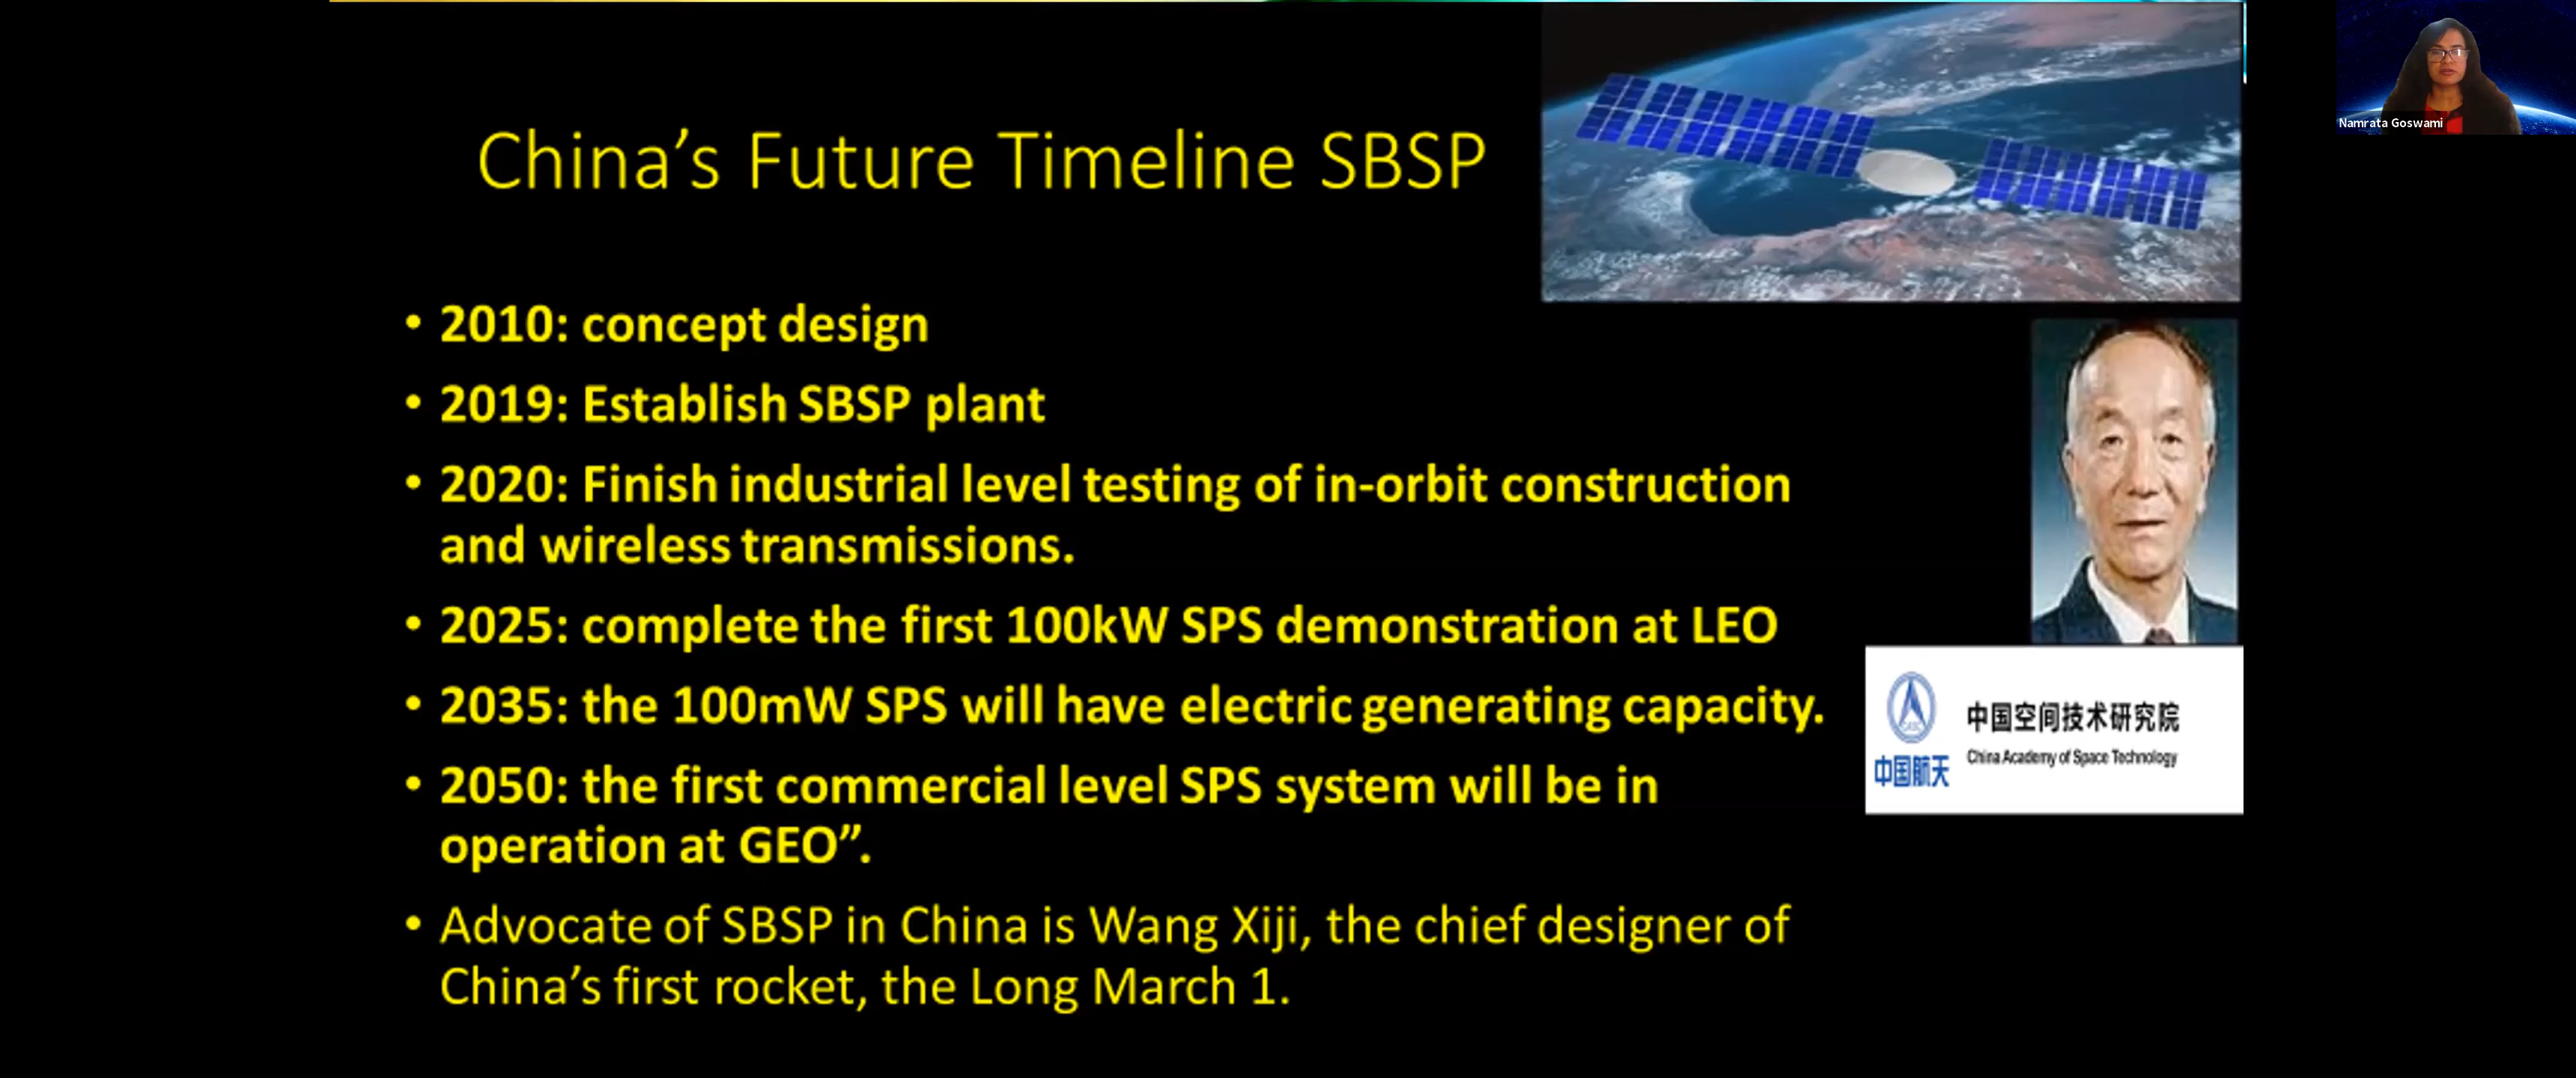 China’s Future Timeline SBSP
Namrata Goswami
• 2010: concept design
• 2019: Establish SBSP plant
• 2020: Finish industrial level testing of in-orbit construction
and wireless transmissions.
• 2025: complete the first 100kW SPS demonstration at LEO
• 2035: the 100mW SPS will have electric generating capacity.
• 2050: the first commercial level SPS system will be in
operation at GEO”.
• Advocate of SBSP in China is Wang Xiji, the chief designer of
China’s first rocket, the Long March 1.
中国航天
中国空间技术研究院
China Academy of Space Technology